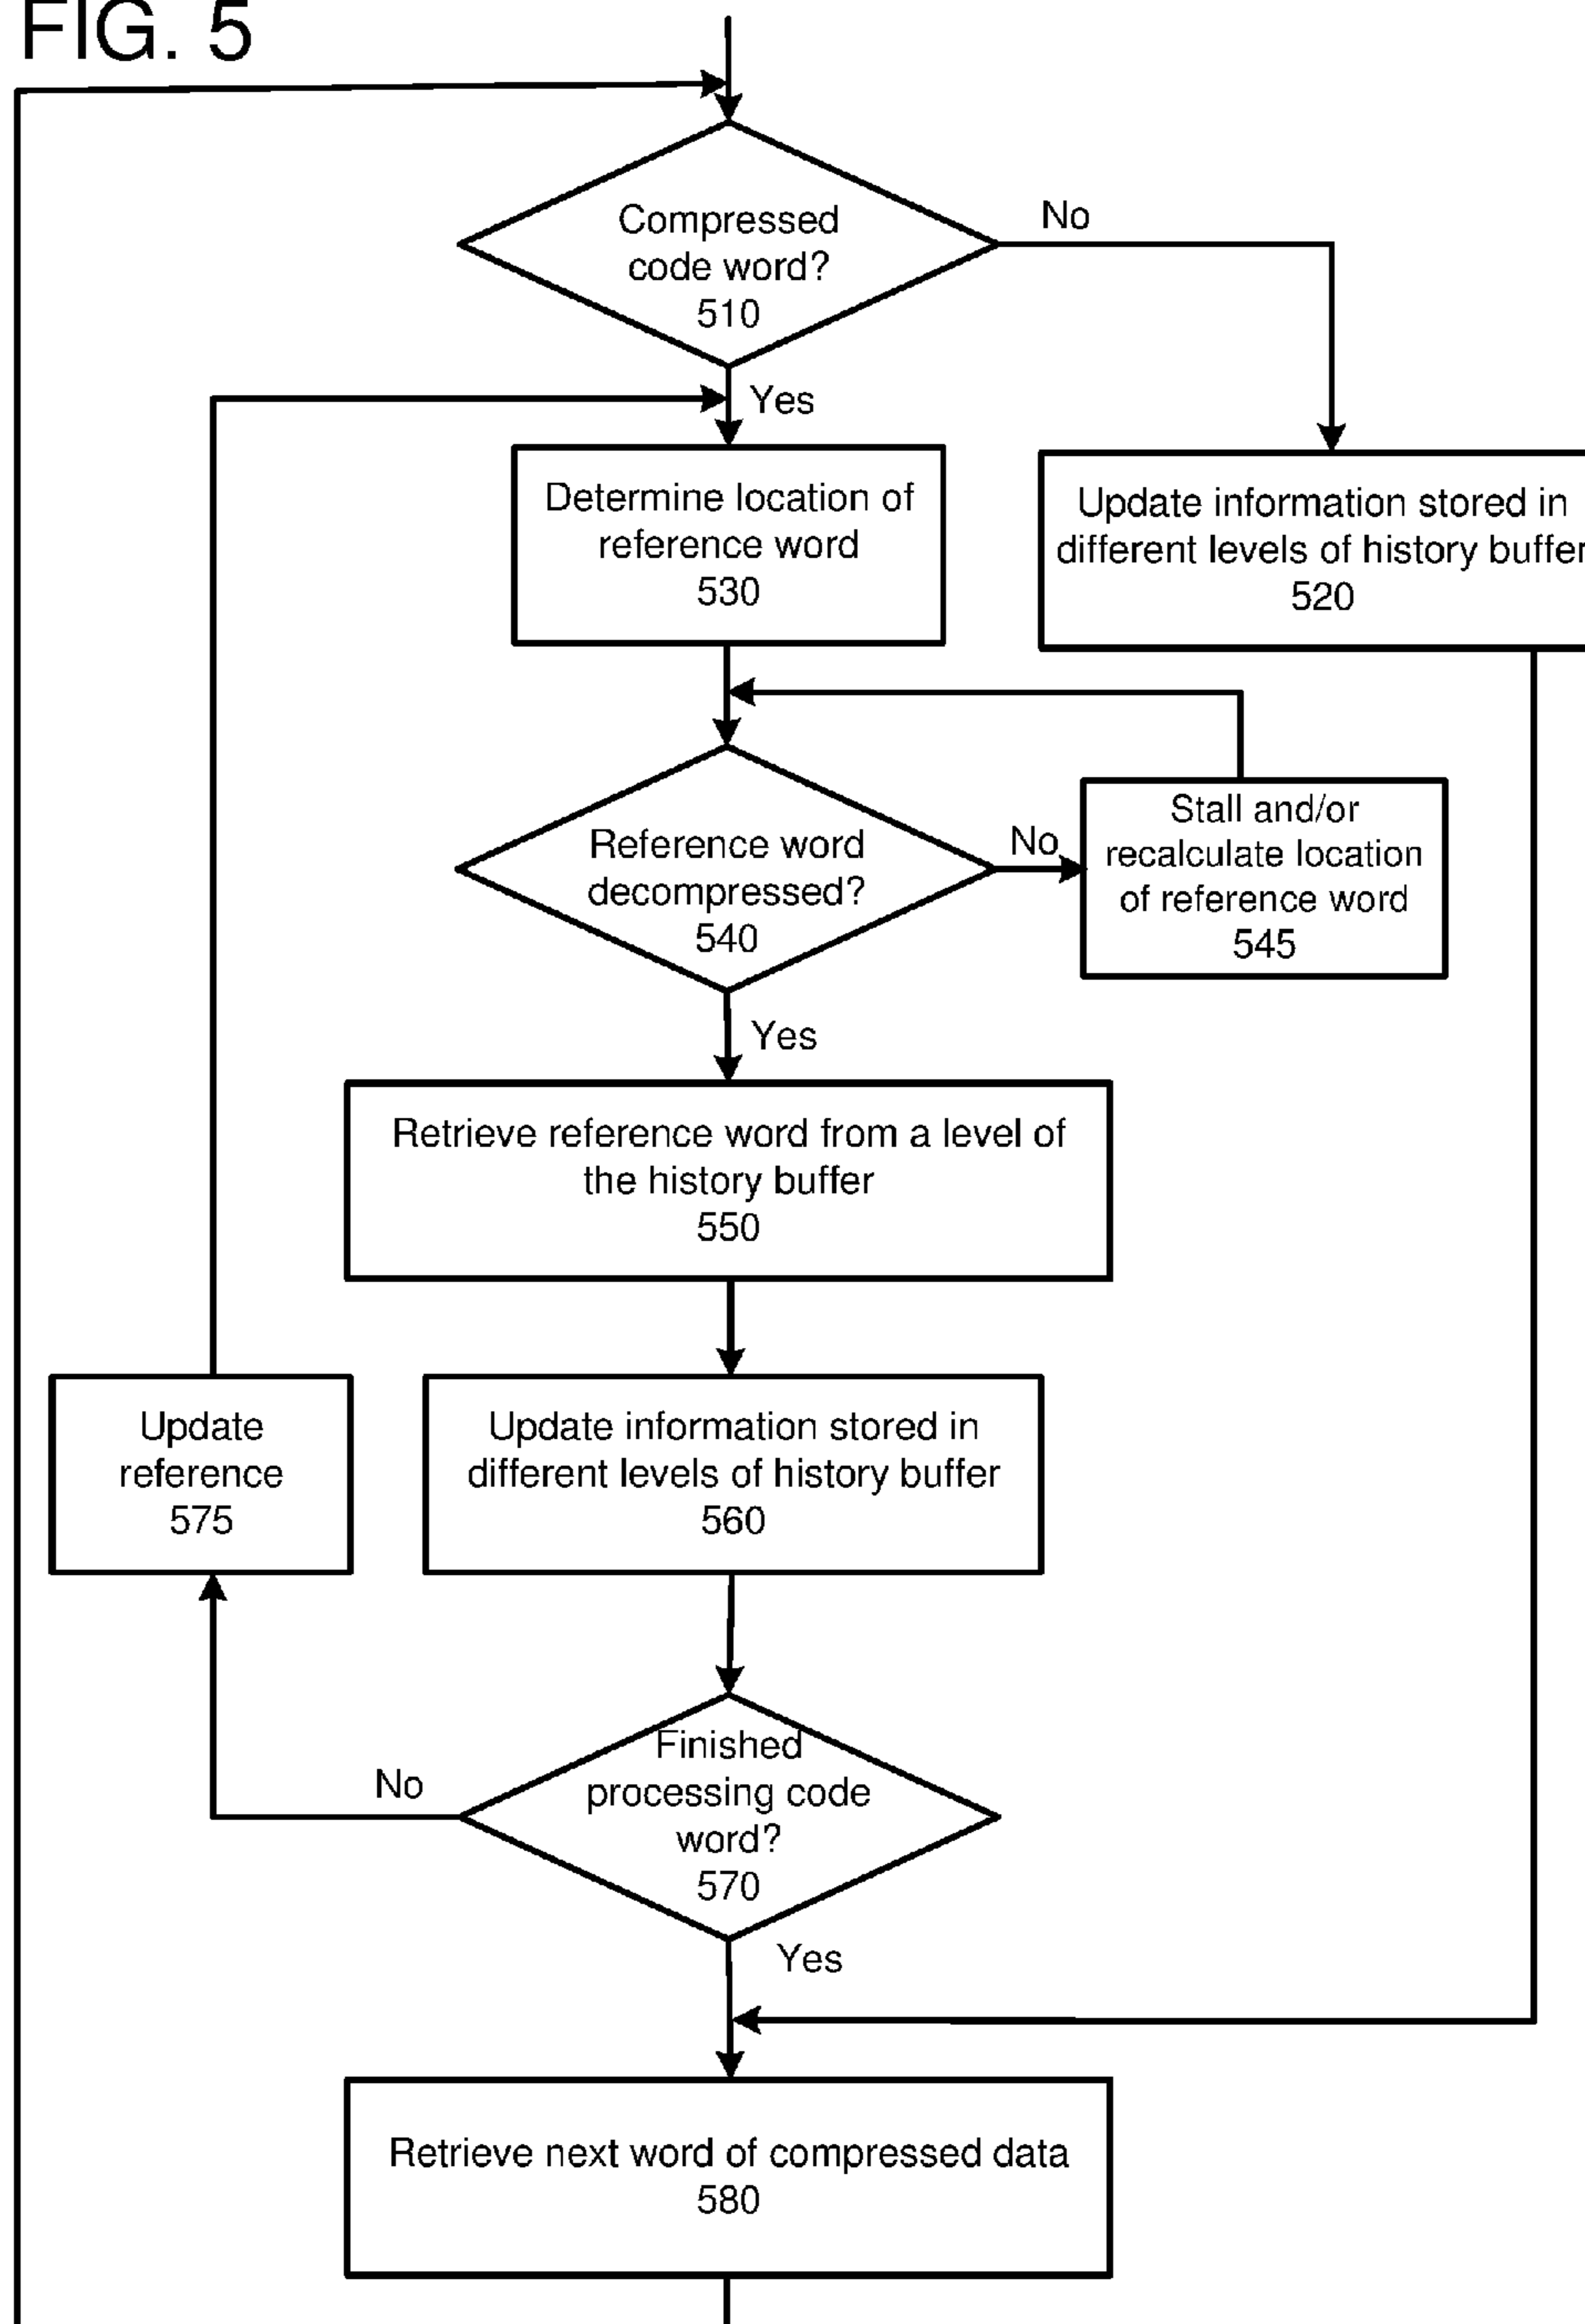 FIG. 5
Compressed
code word?
510
No
Yes
Determine location of
reference word
530
Update information stored in
different levels of history buffer
520
Reference word
decompressed?
540
No
Stall and/or
recalculate location
of reference word
545
Yes
Retrieve reference word from a level of
the history buffer
550
Update
reference
575
Update information stored in
different levels of history buffer
560
Finished
processing code
word?
570
No
Yes
Retrieve next word of compressed data
580